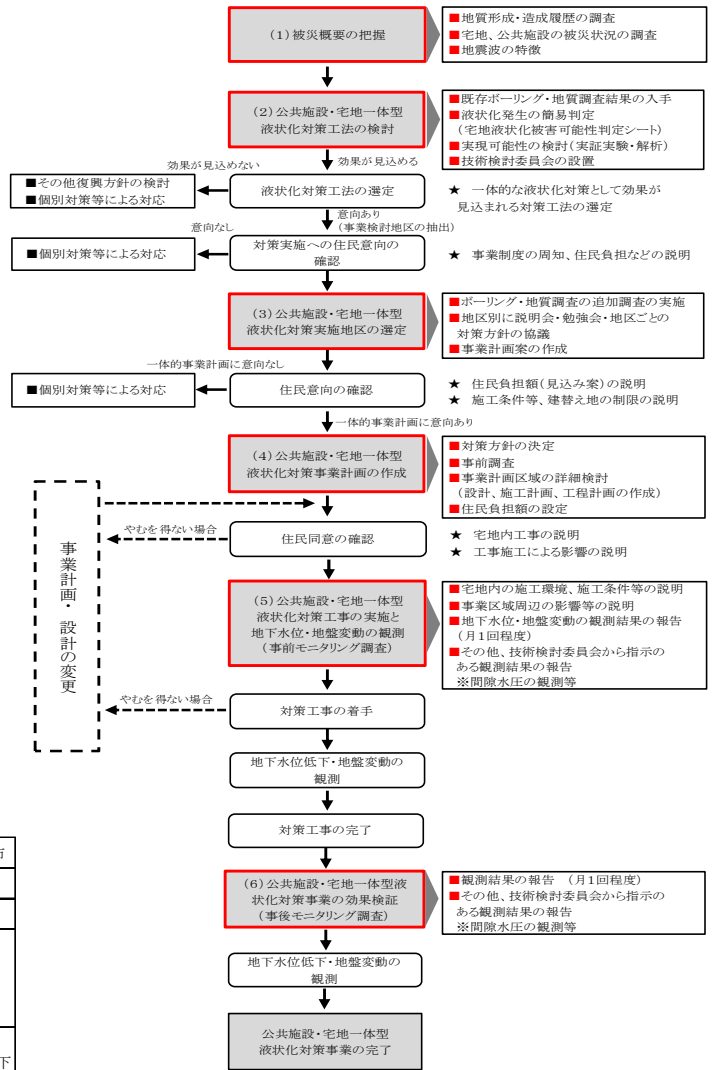 (1)被災概要の把握
■地質形成・造成履歴の調査
■宅地、公共施設の被災状況の調査
■地震波の特徴
(2)公共施設・宅地一体型
液状化対策工法の検討
■既存ボーリング・地質調査結果の入手
■液状化発生の簡易判定
(宅地液状化被害可能性判定シート)
■実現可能性の検討(実証実験・解析)
■技術検討委員会の設置
効果が見込めない
効果が見込める
■その他復興方針の検討
■個別対策等による対応
液状化対策工法の選定
★ 一体的な液状化対策として効果が
見込まれる対策工法の選定
意向なし
意向あり
(事業検討地区の抽出)
■個別対策等による対応
対策実施への住民意向の
確認
★ 事業制度の周知、住民負担などの説明
(3)公共施設・宅地一体型
液状化対策実施地区の選定
■ボーリング・地質調査の追加調査の実施
■地区別に説明会・勉強会・地区ごとの
対策方針の協議
■事業計画案の作成
一体的事業計画に意向なし
■個別対策等による対応
住民意向の確認
★ 住民負担額(見込み案)の説明
★ 施工条件等、建替え地の制限の説明
一体的事業計画に意向あり
(4)公共施設・宅地一体型
液状化対策事業計画の作成
■対策方針の決定
■事前調査
■事業計画区域の詳細検討
(設計、施工計画、工程計画の作成)
■住民負担額の設定
事業計画・設計の変更
やむを得ない場合
住民同意の確認
★ 宅地内工事の説明
★ 工事施工による影響の説明
(5)公共施設・宅地一体型
液状化対策工事の実施と
地下水位・地盤変動の観測
(事前モニタリング調査)
■宅地内の施工環境、施工条件等の説明
■事業区域周辺の影響等の説明
■地下水位・地盤変動の観測結果の報告
(月1回程度)
■その他、技術検討委員会から指示の
ある観測結果の報告
※間隙水圧の観測等
やむを得ない場合
対策工事の着手
地下水位低下・地盤変動の
観測
対策工事の完了
(6)公共施設・宅地一体型液
状化対策事業の効果検証
(事後モニタリング調査)
■観測結果の報告 (月1回程度)
■その他、技術検討委員会から指示の
ある観測結果の報告
※間隙水圧の観測等
地下水位低下・地盤変動の
観測
公共施設・宅地一体型
液状化対策事業の完了
下